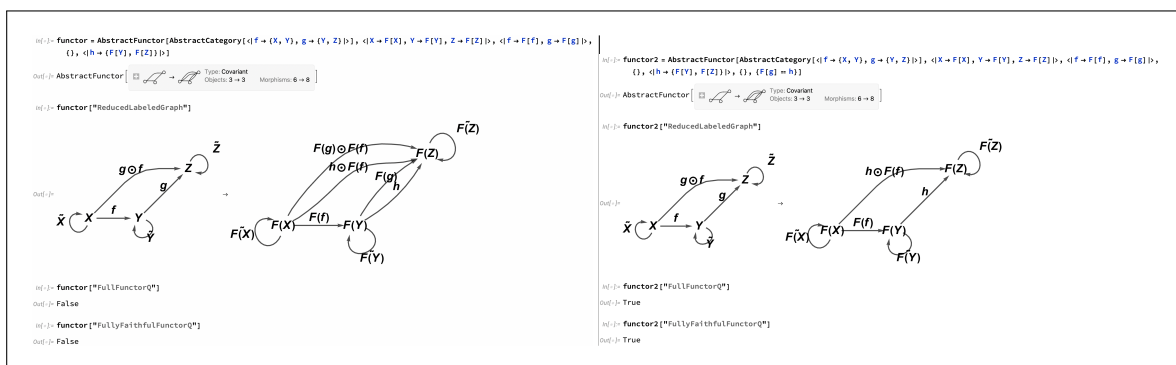 In[·]:= functor = AbstractFunctor[AbstractCategory[<|f → {X, Y}, g → {Y, Z}|>], <|X → F[X], Y → F[Y], Z → F[Z]|>, <|f → F[f], g → F[g]|>,
{}, <|h → {F[Y], F[Z]}|>]
Out[·]= AbstractFunctor[ → Type: Covariant
Objects: 3 → 3 Morphisms: 6 → 8 ]
In[·]:= functor["ReducedLabeledGraph"]
Out[·]=
Z̃
g⊙f
Z
g
X̃
X
f
Y
Ỹ
→
F(Z̃)
F(g)⊙F(f)
F(Z)
h⊙F(f)
F(g)
h
F(X̃)
F(X)
F(f)
F(Y)
F(Ỹ)
In[·]:= functor["FullFunctorQ"]
Out[·]= False
In[·]:= functor["FullyFaithfulFunctorQ"]
Out[·]= False
In[·]:= functor2 = AbstractFunctor[AbstractCategory[<|f → {X, Y}, g → {Y, Z}|>], <|X → F[X], Y → F[Y], Z → F[Z]|>, <|f → F[f], g → F[g]|>,
{}, <|h → {F[Y], F[Z]}|>, {}, {F[g] == h}]
Out[·]= AbstractFunctor[ → Type: Covariant
Objects: 3 → 3 Morphisms: 6 → 8 ]
In[·]:= functor2["ReducedLabeledGraph"]
Out[·]=
Z̃
g⊙f
Z
g
X̃
X
f
Y
Ỹ
→
F(Z̃)
h⊙F(f)
F(Z)
h
F(X̃)
F(X)
F(f)
F(Y)
F(Ỹ)
In[·]:= functor2["FullFunctorQ"]
Out[·]= True
In[·]:= functor2["FullyFaithfulFunctorQ"]
Out[·]= True